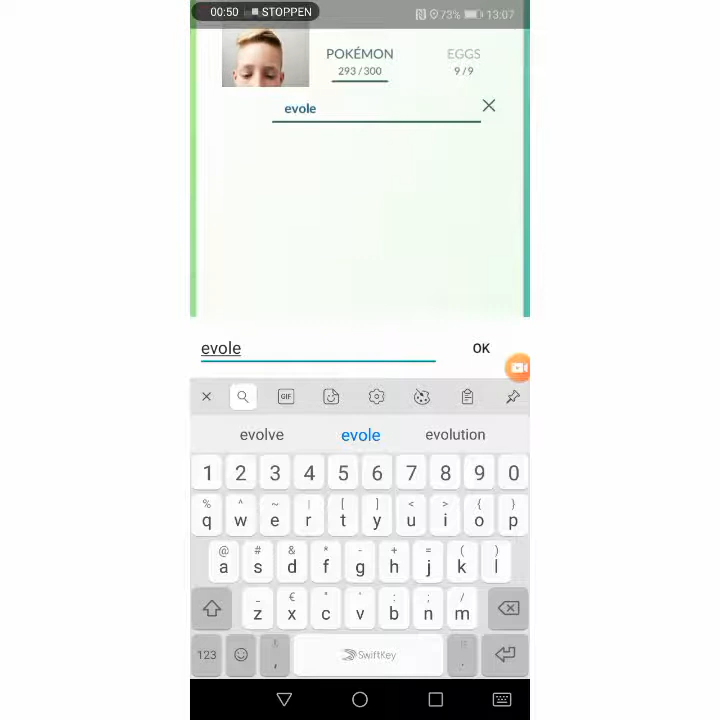 00:50 STOPPEN 73% 13:07
POKÉMON EGGS
293 / 300 9 / 9
evole
evole OK
GIF
evolve evole evolution
1 2 3 4 5 6 7 8 9 0
% ^ ~ | [ ] < > { }
q w e r t y u i o p
@ # & * - + = ( )
a s d f g h j k l
_ € " ' : ; /
z x c v b n m
123 , SwiftKey .